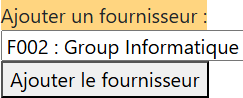 Ajouter un fournisseur :
F002 : Group Informatique
Ajouter le fournisseur